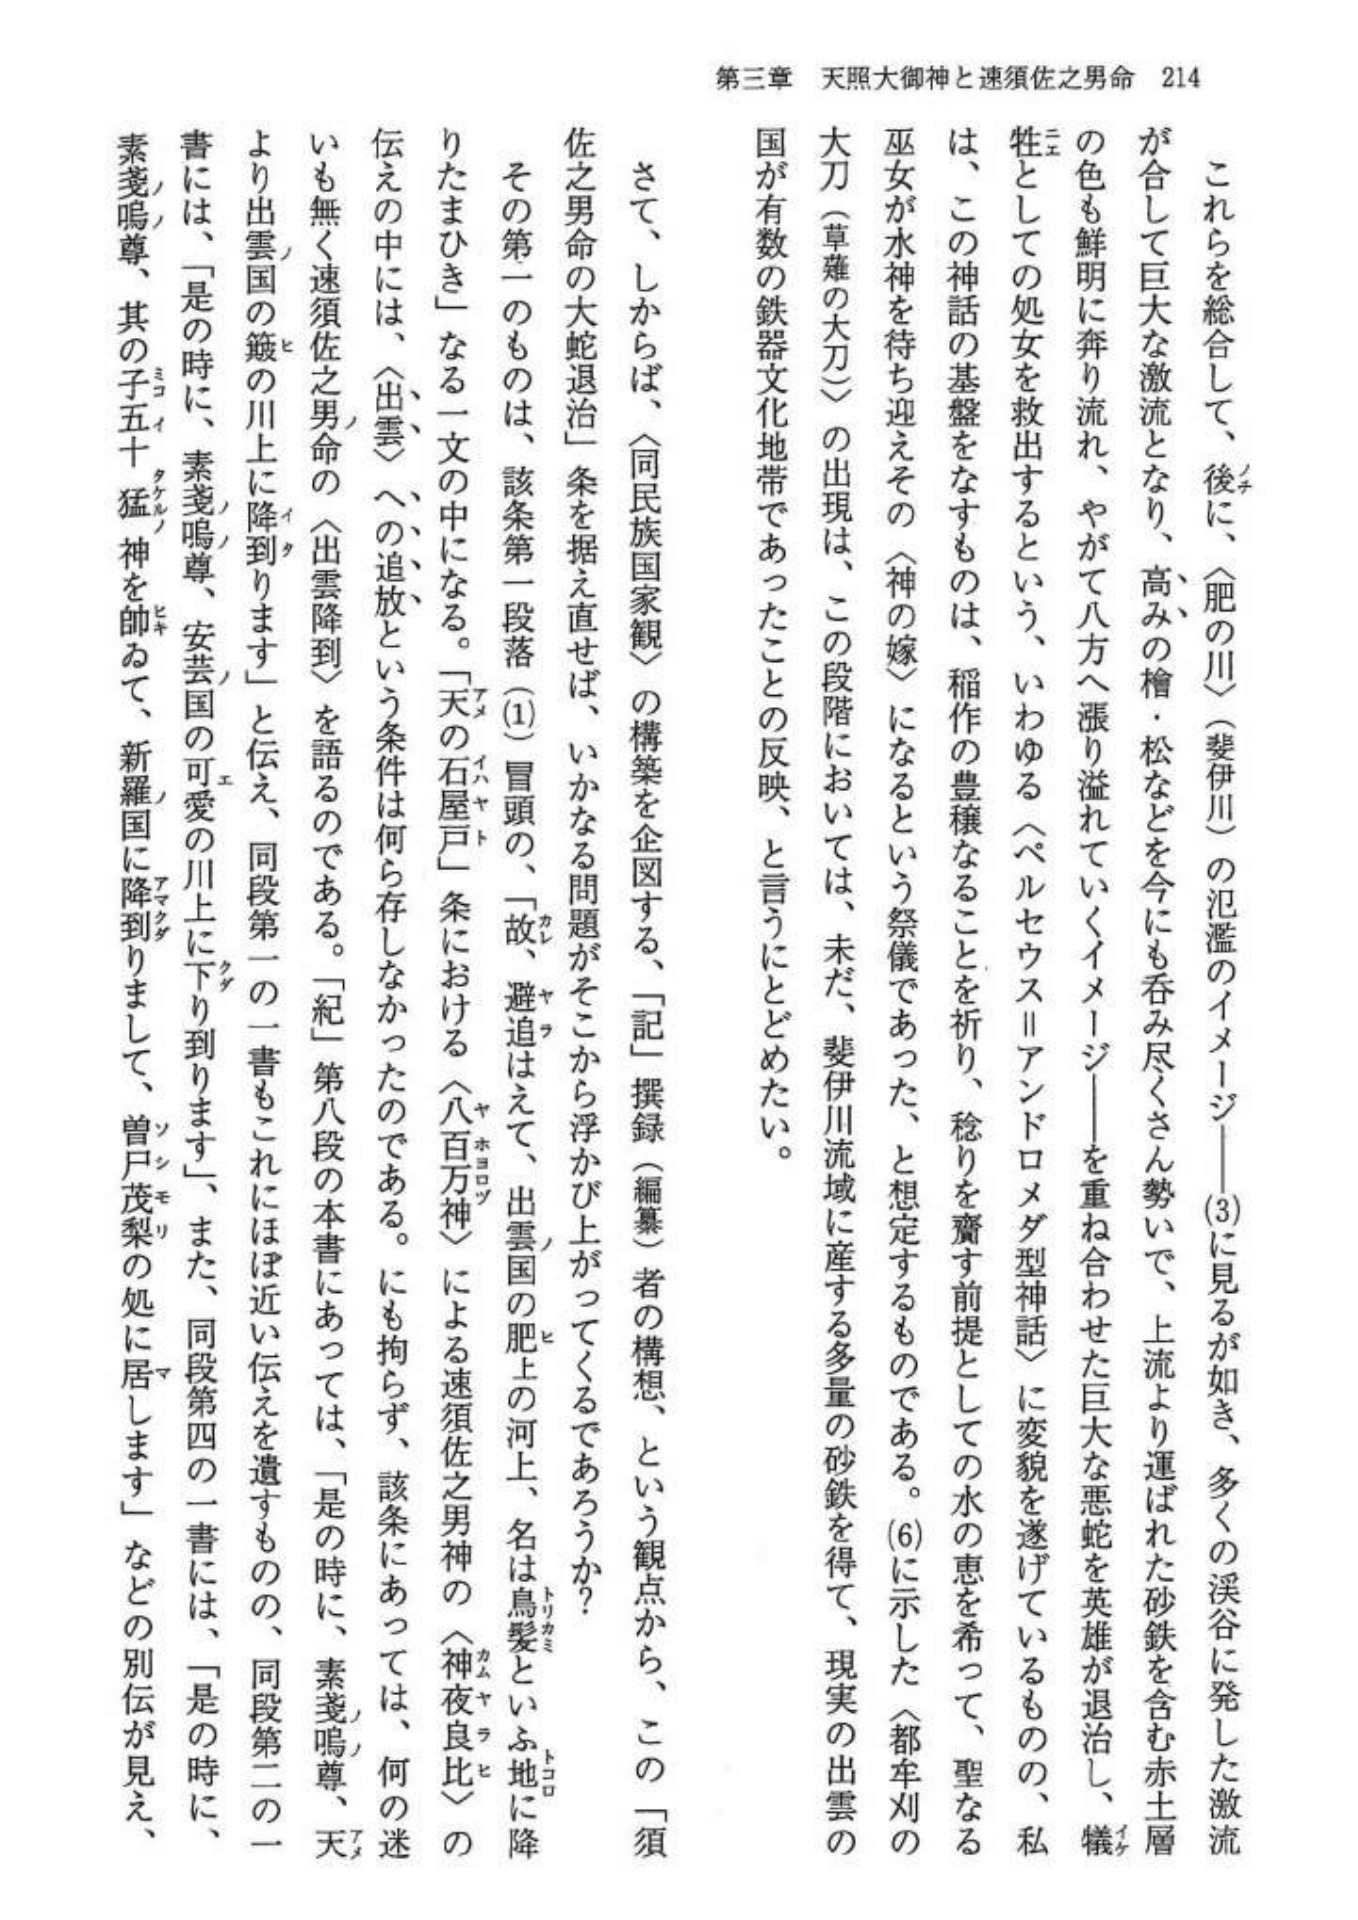 第三章　天照大御神と速須佐之男命　214
　これらを総合して、後に、〈肥の川〉（斐伊川）の氾濫のイメージ――(3)に見るが如き、多くの渓谷に発した激流
が合して巨大な激流となり、高みの檜・松などを今にも呑み尽くさん勢いで、上流より運ばれた砂鉄を含む赤土層
の色も鮮明に奔り流れ、やがて八方へ漲り溢れていくイメージ――を重ね合わせた巨大な悪蛇を英雄が退治し、犠
牲としての処女を救出するという、いわゆる〈ペルセウス＝アンドロメダ型神話〉に変貌を遂げているものの、私
は、この神話の基盤をなすものは、稲作の豊穣なることを祈り、稔りを齎す前提としての水の恵を希って、聖なる
巫女が水神を待ち迎えその〈神の嫁〉になるという祭儀であった、と想定するものである。(6)に示した〈都牟刈の
大刀（草薙の大刀）〉の出現は、この段階においては、未だ、斐伊川流域に産する多量の砂鉄を得て、現実の出雲の
国が有数の鉄器文化地帯であったことの反映、と言うにとどめたい。
　さて、しからば、〈同民族国家観〉の構築を企図する、「記」撰録（編纂）者の構想、という観点から、この「須
佐之男命の大蛇退治」条を据え直せば、いかなる問題がそこから浮かび上がってくるであろうか？
　その第一のものは、該条第一段落(1)冒頭の、「故、避追はえて、出雲ノ国の肥上の河上、名は鳥髪といふ地に降
りたまひき」なる一文の中になる。「天の石屋戸」条における〈八百万神〉による速須佐之男神の〈神夜良比〉の
伝えの中には、〈出雲〉への追放という条件は何ら存しなかったのである。にも拘らず、該条にあっては、何の迷
いも無く速須佐之男ノ命の〈出雲降到〉を語るのである。「紀」第八段の本書にあっては、「是の時に、素戔ノ嗚ノ尊、天
より出雲ノ国の簸の川上に降到ります」と伝え、同段第一の一書もこれにほぼ近い伝えを遺すものの、同段第二の一
書には、「是の時に、素戔ノ嗚ノ尊、安芸ノ国の可愛の川上に下り到ります」、また、同段第四の一書には、「是の時に、
素戔ノ嗚ノ尊、其の子五十猛神を帥ゐて、新羅ノ国に降到りまして、曽尸茂梨の処に居します」などの別伝が見え、